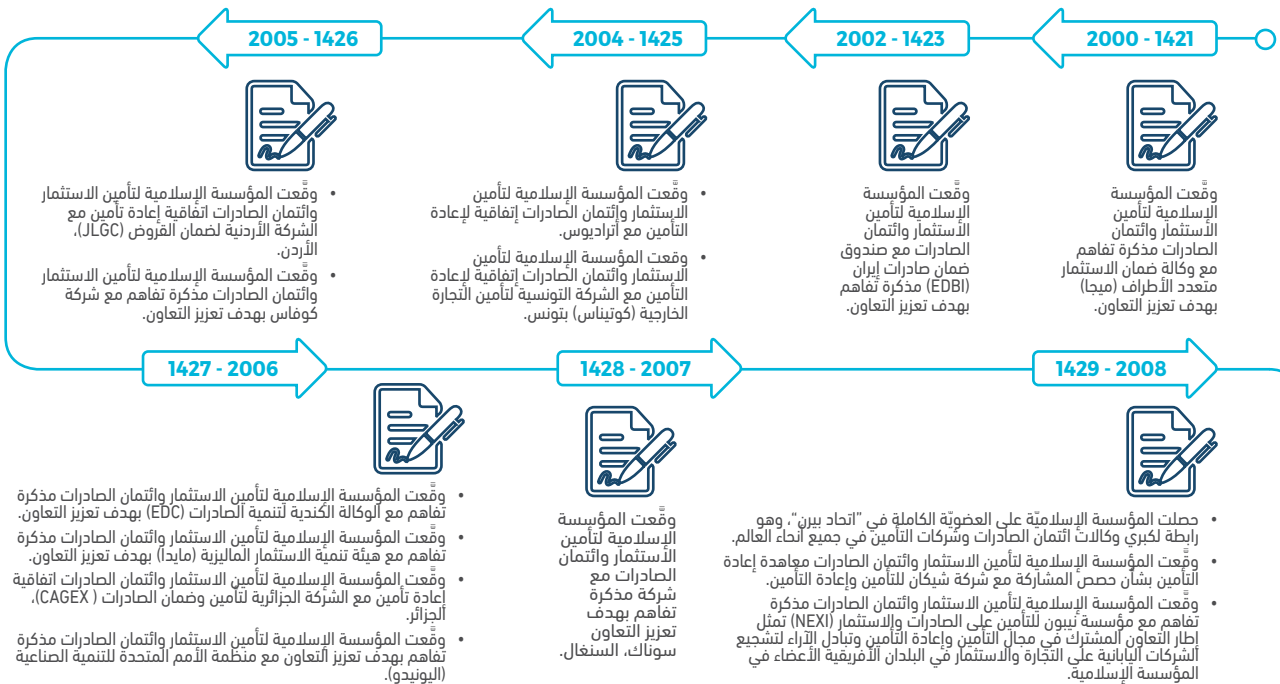 2000 - 1421
وقَّعت المؤسسة
الإسلامية لتأمين
الاستثمار وائتمان
الصادرات مذكرة تفاهم
مع وكالة ضمان الاستثمار
متعدد الأطراف (ميجا)
بهدف تعزيز التعاون.
2002 - 1423
وقَّعت المؤسسة
الإسلامية لتأمين
الاستثمار وائتمان
الصادرات مع صندوق
ضمان صادرات إيران
(EDBI) مذكرة تفاهم
بهدف تعزيز التعاون.
2004 - 1425
• وقَّعت المؤسسة الإسلامية لتأمين
الاستثمار وائتمان الصادرات إتفاقية لإعادة
التأمين مع أتراديوس.
• وقعت المؤسسة الإسلامية لتأمين
الاستثمار وائتمان الصادرات إتفاقية لإعادة
التأمين مع الشركة التونسية لتأمين التجارة
الخارجية (كوتيناس) بتونس.
2005 - 1426
• وقَّعت المؤسسة الإسلامية لتأمين الاستثمار
وائتمان الصادرات اتفاقية إعادة تأمين مع
الشركة الأردنية لضمان القروض (JLGC)،
الأردن.
• وقَّعت المؤسسة الإسلامية لتأمين الاستثمار
وائتمان الصادرات مذكرة تفاهم مع شركة
كوفاس بهدف تعزيز التعاون.
1427 - 2006
• وقَّعت المؤسسة الإسلامية لتأمين الاستثمار وائتمان الصادرات مذكرة
تفاهم مع الوكالة الكندية لتنمية الصادرات (EDC) بهدف تعزيز التعاون.
• وقَّعت المؤسسة الإسلامية لتأمين الاستثمار وائتمان الصادرات مذكرة
تفاهم مع هيئة تنمية الاستثمار الماليزية (مايدا) بهدف تعزيز التعاون.
• وقَّعت المؤسسة الإسلامية لتأمين الاستثمار وائتمان الصادرات اتفاقية
إعادة تأمين مع الشركة الجزائرية لتأمين وضمان الصادرات ( CAGEX)،
الجزائر.
• وقَّعت المؤسسة الإسلامية لتأمين الاستثمار وائتمان الصادرات مذكرة
تفاهم بهدف تعزيز التعاون مع منظمة الأمم المتحدة للتنمية الصناعية
(اليونيدو).
1428 - 2007
وقَّعت المؤسسة
الإسلامية لتأمين
الاستثمار وائتمان
الصادرات مع
شركة مذكرة
تفاهم بهدف
تعزيز التعاون
سوناك، السنغال.
1429 - 2008
• حصلت المؤسسة الإسلاميّة على العضويّة الكاملة في "اتحاد بيرن"، وهو
رابطة لكبري وكالات ائتمان الصادرات وشركات التأمين في جميع أنحاء العالم.
• وقَّعت المؤسسة الإسلامية لتأمين الاستثمار وائتمان الصادرات معاهدة إعادة
التأمين بشأن حصص المشاركة مع شركة شيكان للتأمين وإعادة التأمين.
• وقَّعت المؤسسة الإسلامية لتأمين الاستثمار وائتمان الصادرات مذكرة
تفاهم مع مؤسسة نيبون للتأمين على الصادرات والاستثمار (NEXI) تمثل
إطار التعاون المشترك في مجال التأمين وإعادة التأمين وتبادل الآراء لتشجيع
الشركات اليابانية على التجارة والاستثمار في البلدان الأفريقية الأعضاء في
المؤسسة الإسلامية.